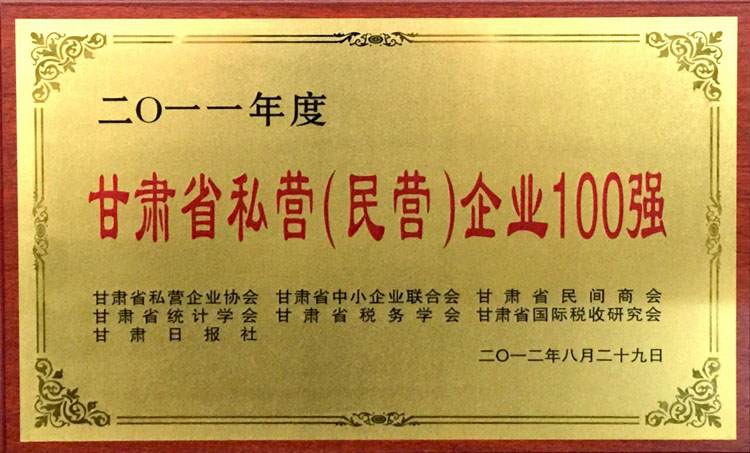 二〇一一年度
甘肃省私营(民营)企业100强
甘肃省私营企业协会 甘肃省中小企业联合会 甘肃省民间商会
甘肃省统计学会 甘肃省税务学会 甘肃省国际税收研究会
甘肃日报社
二〇一二年八月二十九日